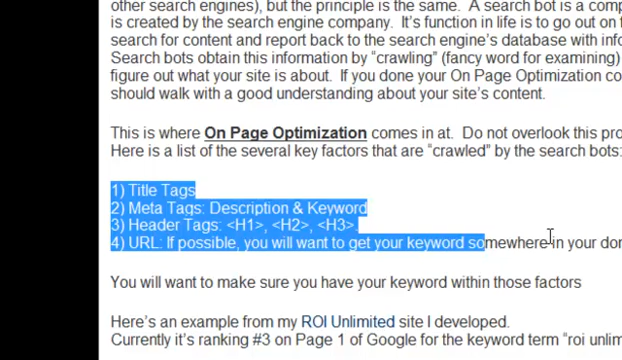 other search engines), but the principle is the same.  A search bot is a comp
is created by the search engine company.  It's function in life is to go out on t
search for content and report back to the search engine's database with info
Search bots obtain this information by “crawling” (fancy word for examining)
figure out what your site is about.  If you done your On Page Optimization co
should walk with a good understanding about your site's content.
This is where On Page Optimization comes in at.  Do not overlook this pro
Here is a list of the several key factors that are “crawled” by the search bots:
1) Title Tags
2) Meta Tags: Description & Keyword
3) Header Tags: <H1>, <H2>, <H3>.
4) URL: If possible, you will want to get your keyword somewhere in your dom
You will want to make sure you have your keyword within those factors
Here's an example from my ROI Unlimited site I developed.
Currently it's ranking #3 on Page 1 of Google for the keyword term “roi unlim